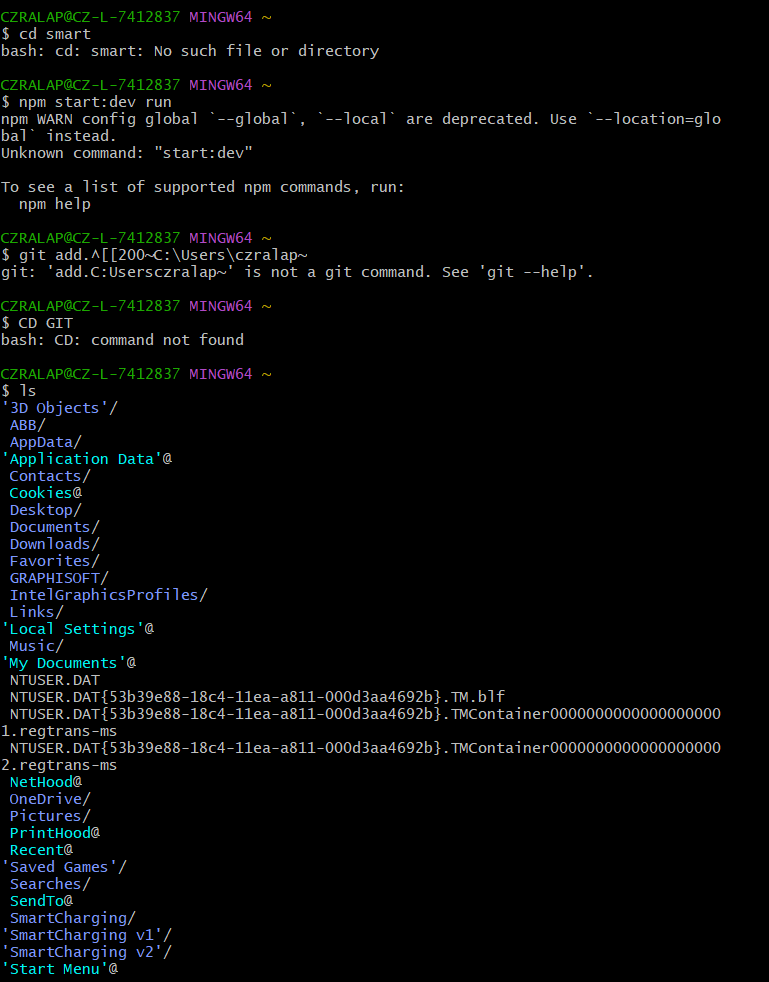 CZRALAP@CZ-L-7412837 MINGW64 ~
$ cd smart
bash: cd: smart: No such file or directory
CZRALAP@CZ-L-7412837 MINGW64 ~
$ npm start:dev run
npm WARN config global `--global`, `--local` are deprecated. Use `--location=glo
bal` instead.
Unknown command: "start:dev"
To see a list of supported npm commands, run:
  npm help
CZRALAP@CZ-L-7412837 MINGW64 ~
$ git add.^[[200~C:\Users\czralap~
git: 'add.C:Usersczralap~' is not a git command. See 'git --help'.
CZRALAP@CZ-L-7412837 MINGW64 ~
$ CD GIT
bash: CD: command not found
CZRALAP@CZ-L-7412837 MINGW64 ~
$ ls
'3D Objects'/
 ABB/
 AppData/
'Application Data'@
 Contacts/
 Cookies@
 Desktop/
 Documents/
 Downloads/
 Favorites/
 GRAPHISOFT/
 IntelGraphicsProfiles/
 Links/
'Local Settings'@
 Music/
'My Documents'@
 NTUSER.DAT
 NTUSER.DAT{53b39e88-18c4-11ea-a811-000d3aa4692b}.TM.blf
 NTUSER.DAT{53b39e88-18c4-11ea-a811-000d3aa4692b}.TMContainer0000000000000000000
1.regtrans-ms
 NTUSER.DAT{53b39e88-18c4-11ea-a811-000d3aa4692b}.TMContainer0000000000000000000
2.regtrans-ms
 NetHood@
 OneDrive/
 Pictures/
 PrintHood@
 Recent@
'Saved Games'/
 Searches/
 SendTo@
 SmartCharging/
'SmartCharging v1'/
'SmartCharging v2'/
'Start Menu'@